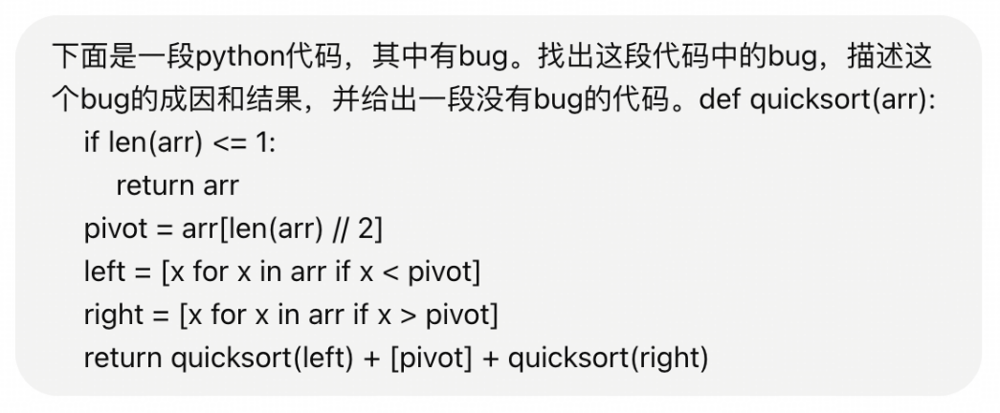 下面是一段python代码，其中有bug。找出这段代码中的bug，描述这
个bug的成因和结果，并给出一段没有bug的代码。def quicksort(arr):
    if len(arr) <= 1:
        return arr
    pivot = arr[len(arr) // 2]
    left = [x for x in arr if x < pivot]
    right = [x for x in arr if x > pivot]
    return quicksort(left) + [pivot] + quicksort(right)